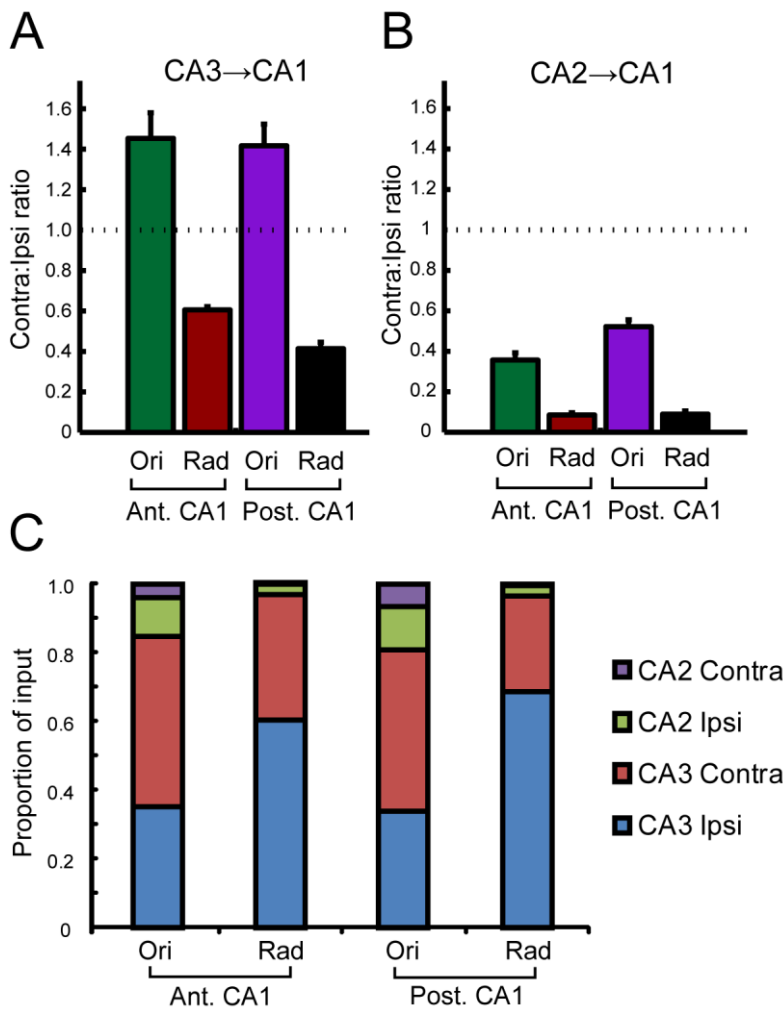 A
CA3→CA1
Contra:Ipsi ratio
1.6
1.4
1.2
1.0
0.8
0.6
0.4
0.2
0
Ori Rad Ori Rad
Ant. CA1 Post. CA1
B
CA2→CA1
Contra:Ipsi ratio
1.6
1.4
1.2
1
0.8
0.6
0.4
0.2
0
Ori Rad Ori Rad
Ant. CA1 Post. CA1
C
Proportion of input
1.0
0.8
0.6
0.4
0.2
0
Ori Rad Ori Rad
Ant. CA1 Post. CA1
CA2 Contra
CA2 Ipsi
CA3 Contra
CA3 Ipsi